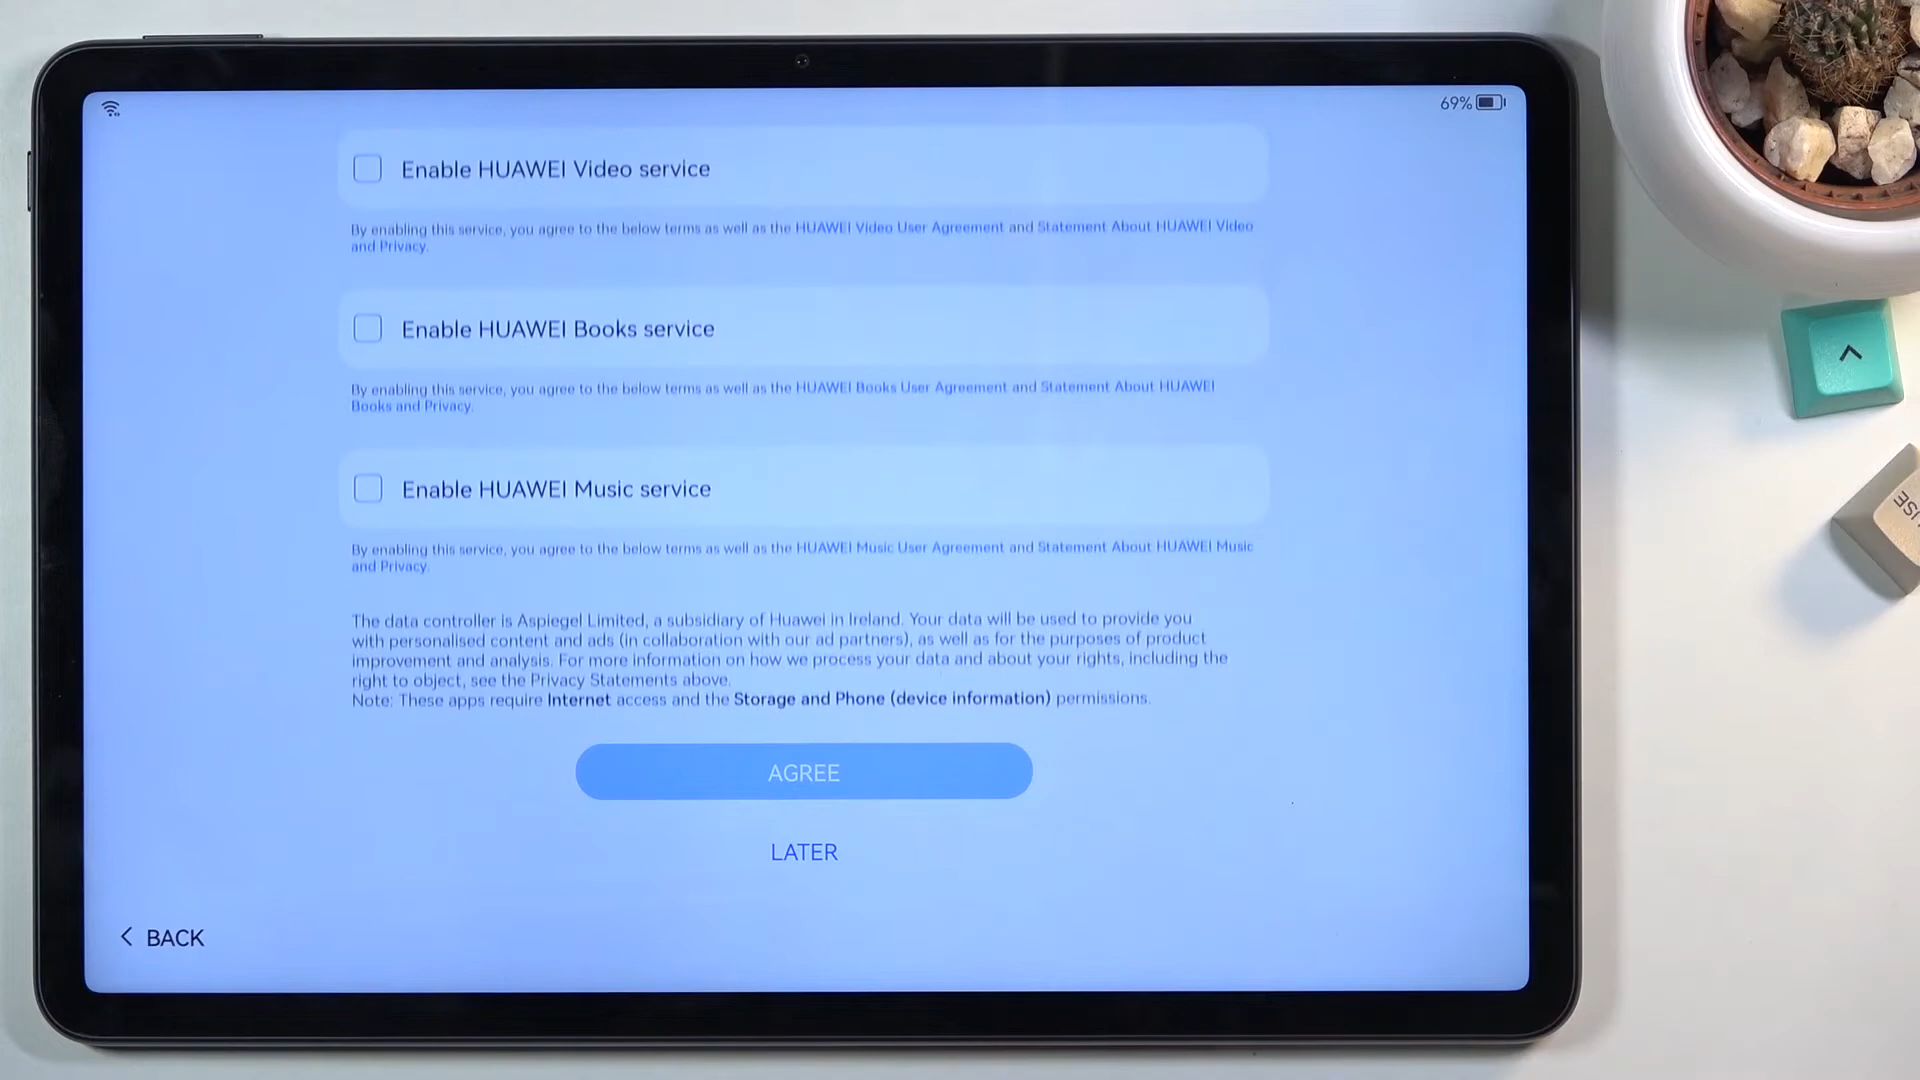 69%
Enable HUAWEI Video service
By enabling this service, you agree to the below terms as well as the HUAWEI Video User Agreement and Statement About HUAWEI Video
and Privacy.
Enable HUAWEI Books service
By enabling this service, you agree to the below terms as well as the HUAWEI Books User Agreement and Statement About HUAWEI
Books and Privacy.
Enable HUAWEI Music service
By enabling this service, you agree to the below terms as well as the HUAWEI Music User Agreement and Statement About HUAWEI Music
and Privacy.
The data controller is Aspiegel Limited, a subsidiary of Huawei in Ireland. Your data will be used to provide you
with personalised content and ads (in collaboration with our ad partners), as well as for the purposes of product
improvement and analysis. For more information on how we process your data and about your rights, including the
right to object, see the Privacy Statements above.
Note: These apps require Internet access and the Storage and Phone (device information) permissions.
AGREE
LATER
BACK